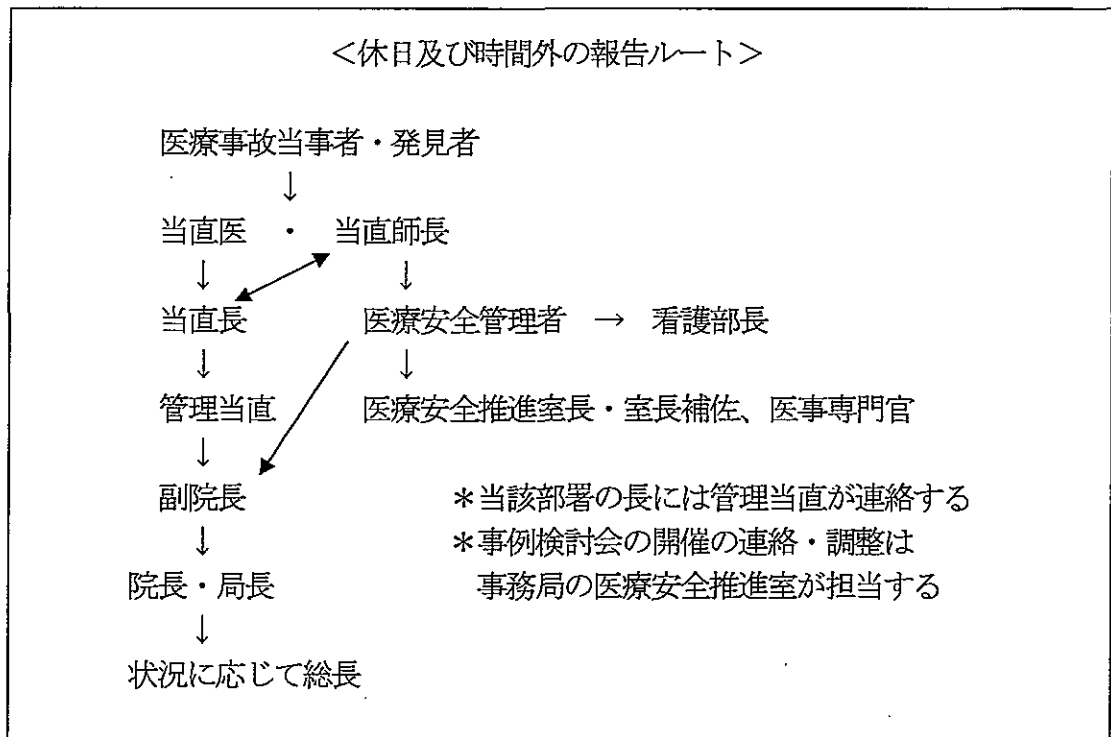 ＜休日及び時間外の報告ルート＞
医療事故当事者・発見者
↓
当直医 ・ 当直師長
↓ ↓
当直長 医療安全管理者 → 看護部長
↓ ↓
管理当直 医療安全推進室長・室長補佐、医事専門官
↓
副院長 ＊当該部署の長には管理当直が連絡する
↓ ＊事例検討会の開催の連絡・調整は
院長・局長 事務局の医療安全推進室が担当する
↓
状況に応じて総長